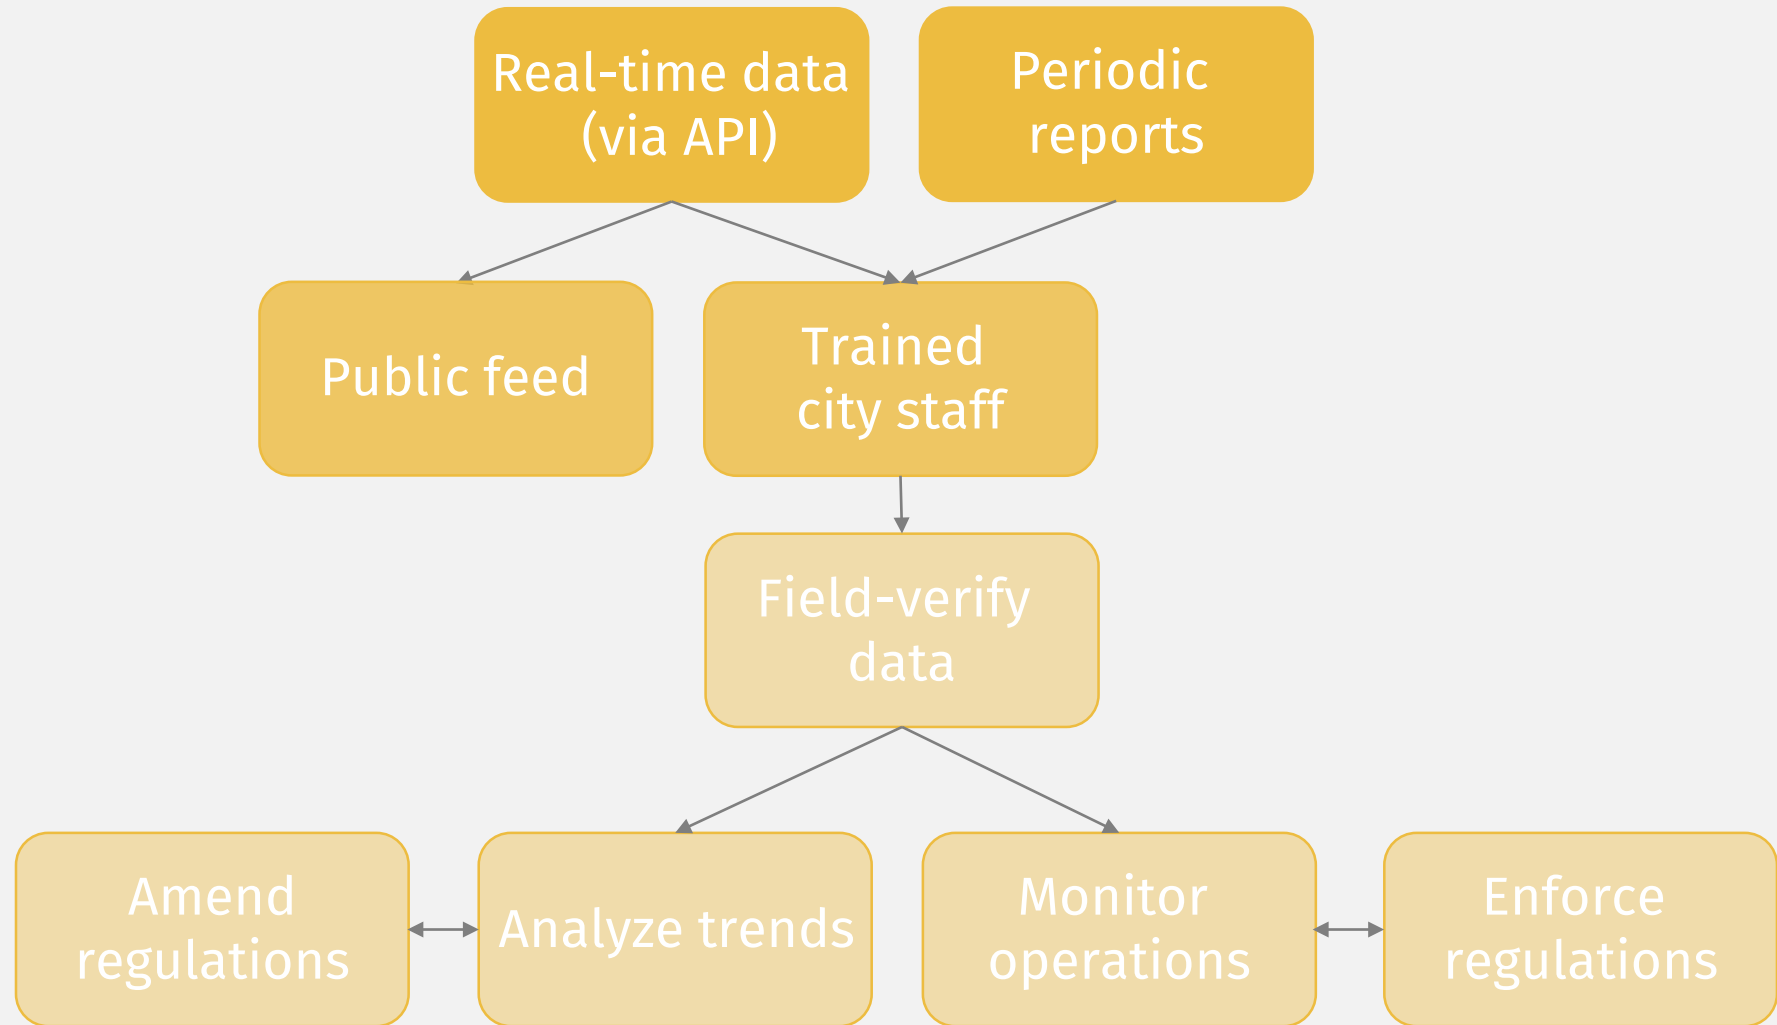 Real-time data
(via API)
Periodic
reports
Public feed
Trained
city staff
Field-verify
data
Amend
regulations
Analyze trends
Monitor
operations
Enforce
regulations